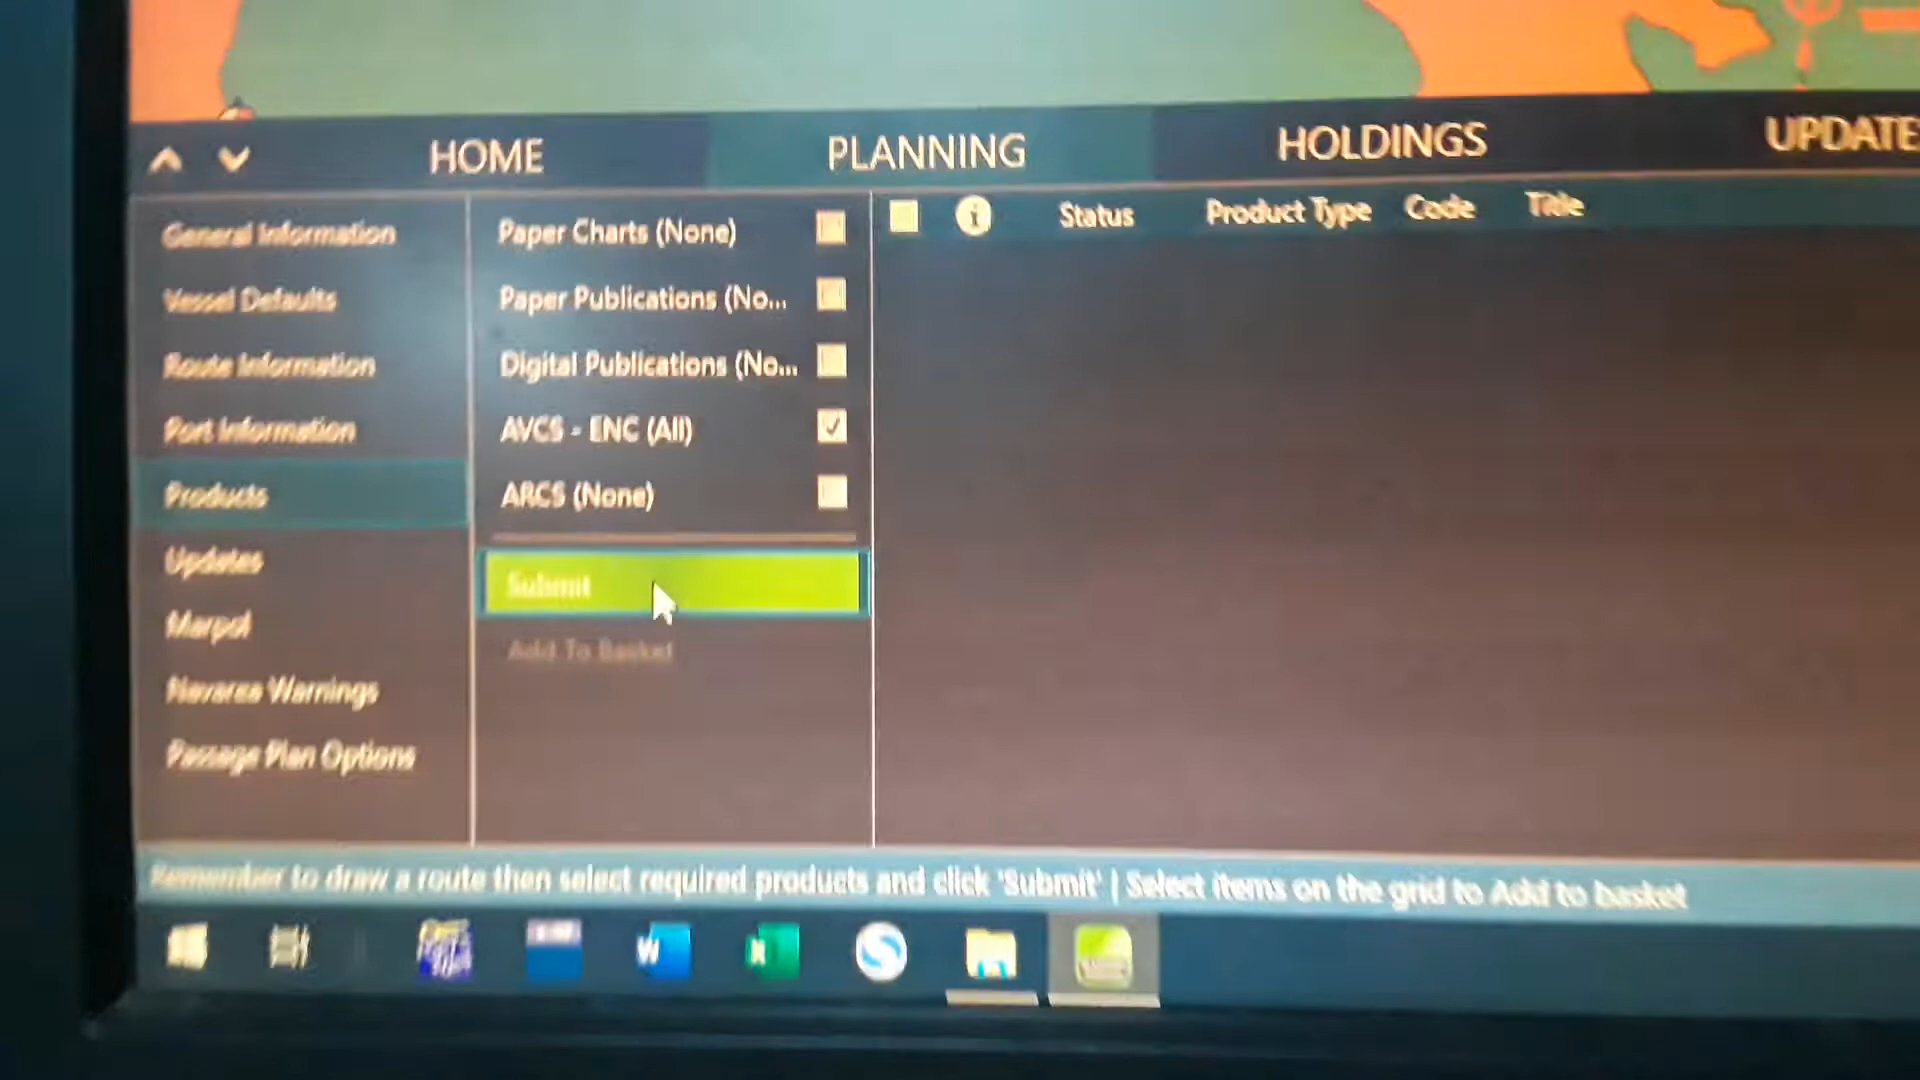 HOME PLANNING HOLDINGS UPDATE
General Information
Vessel Defaults
Route Information
Port Information
Products
Updates
Marpol
Navarea Warnings
Passage Plan Options
Paper Charts (None)
Paper Publications (No...
Digital Publications (No...
AVCS - ENC (All)
ARCS (None)
Submit
Add To Basket
Status Product Type Code Title
Remember to draw a route then select required products and click 'Submit' | Select items on the grid to Add to basket